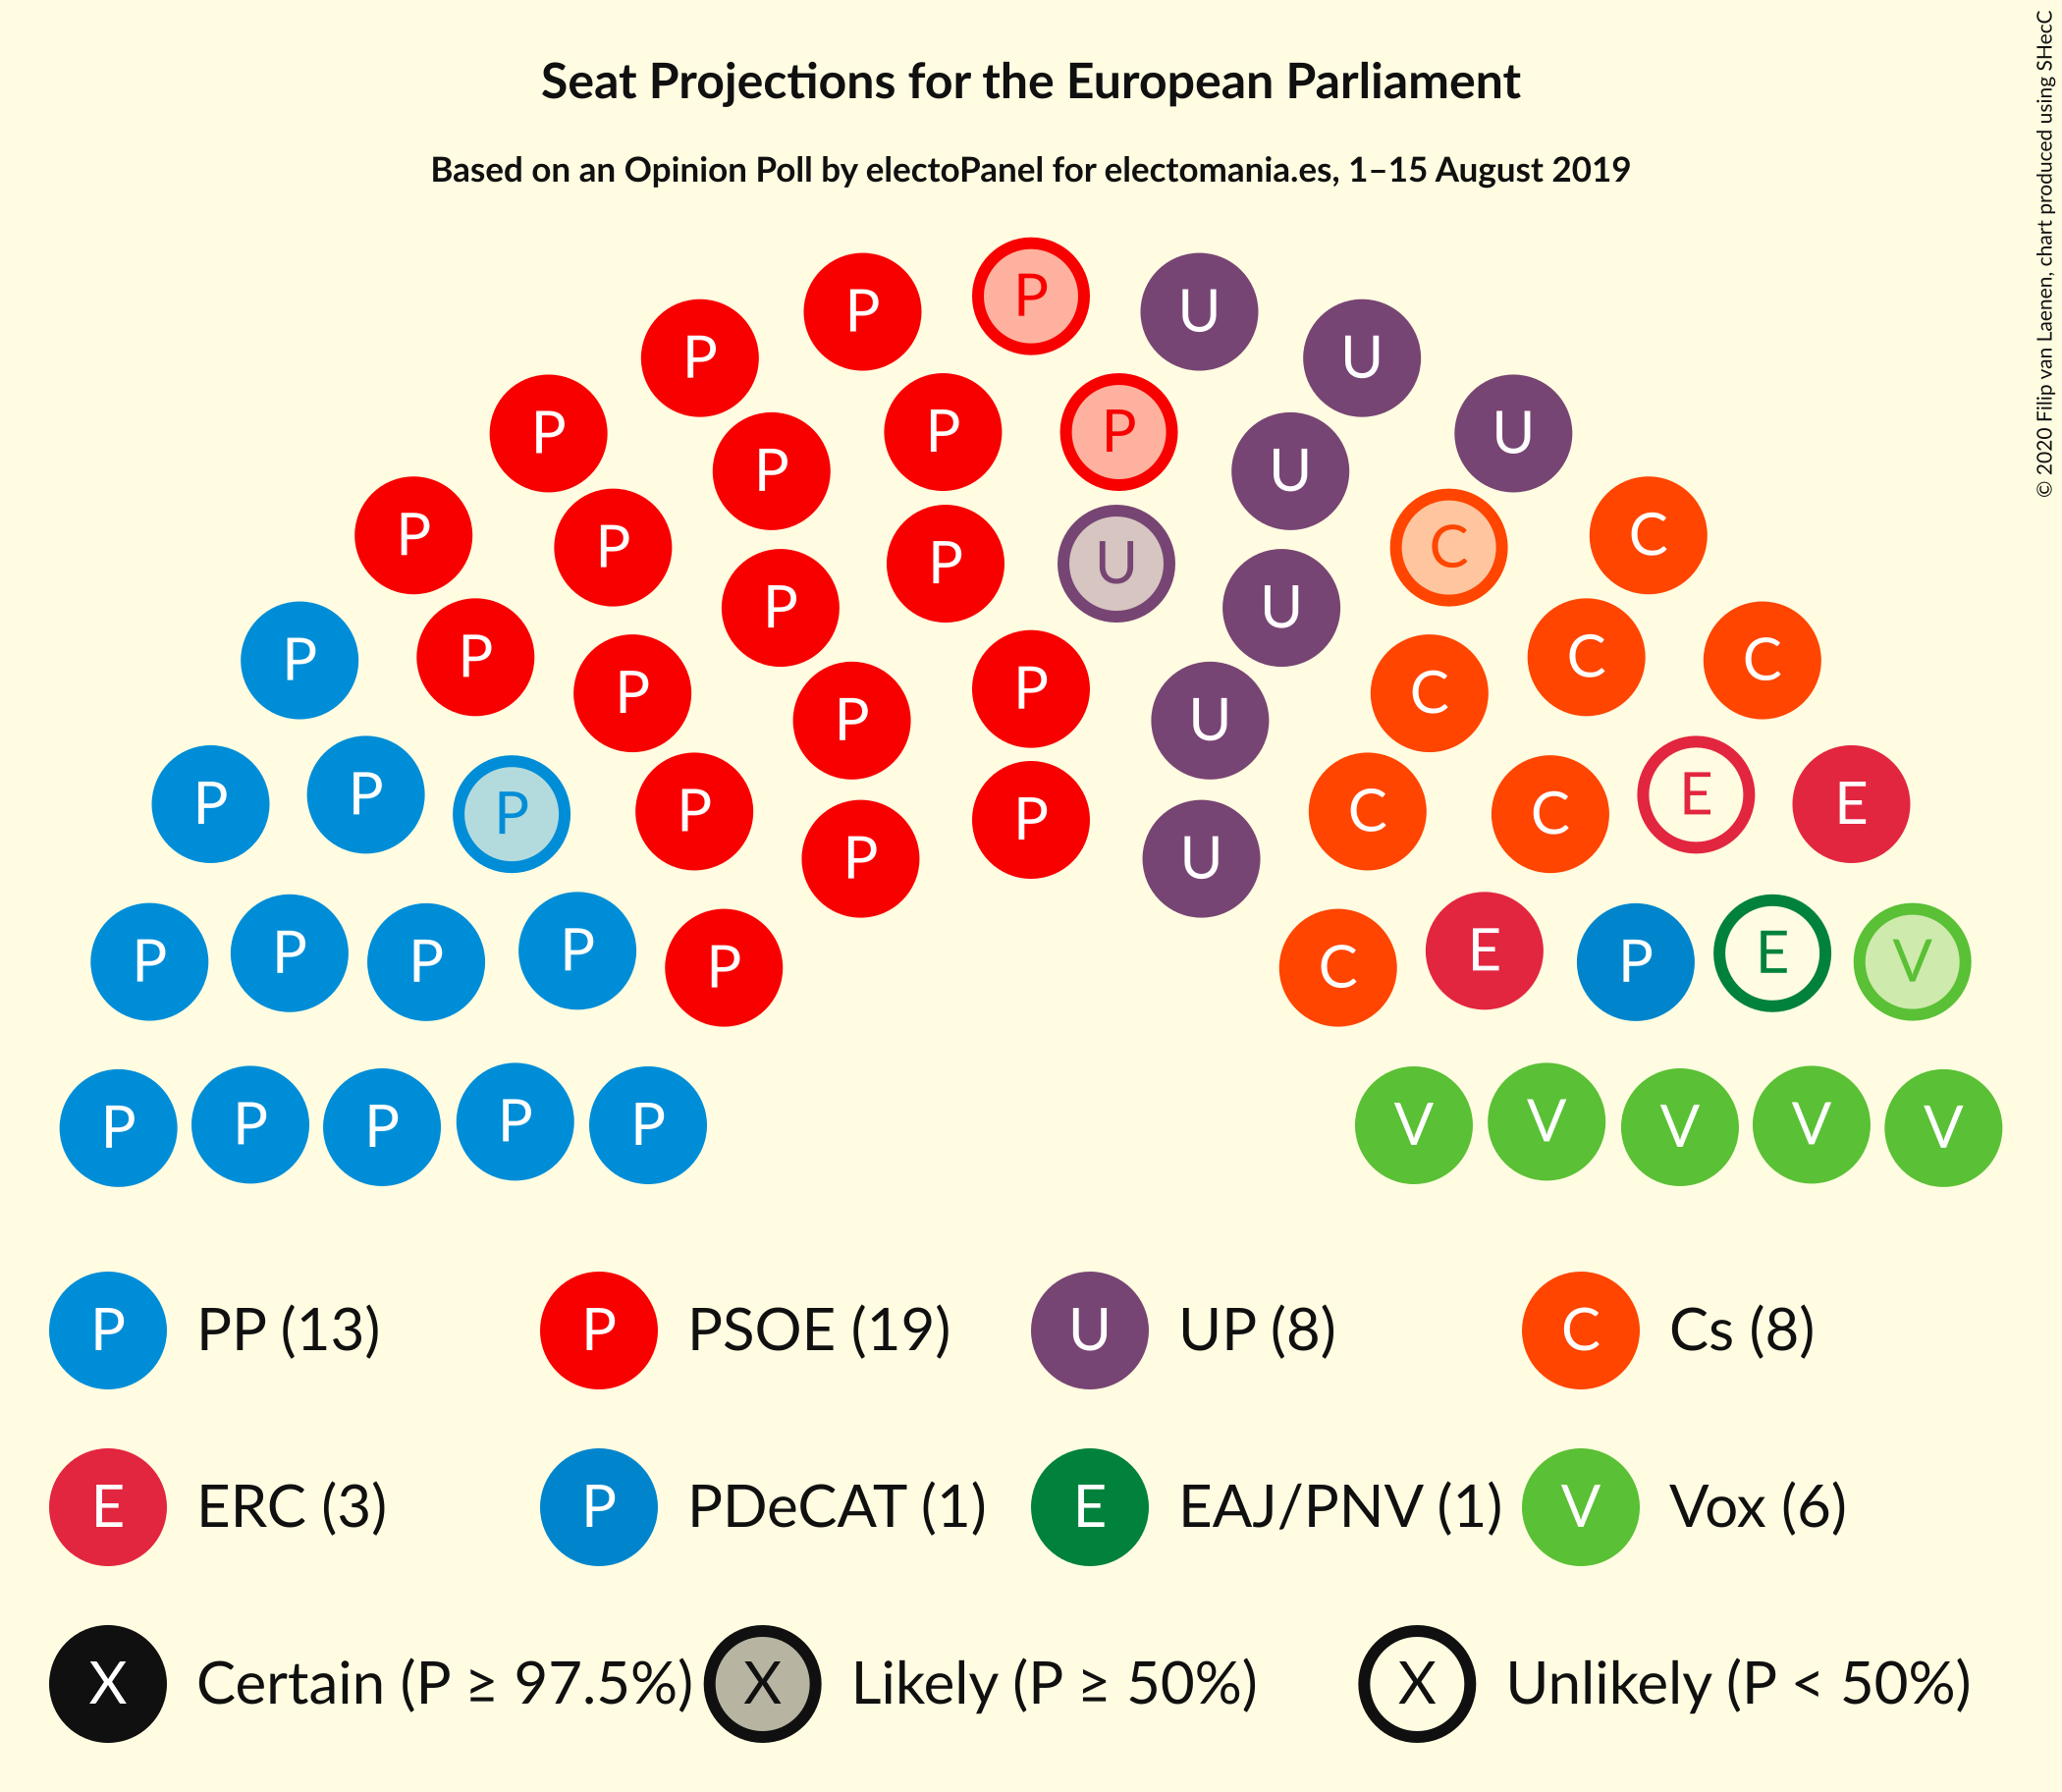 Seat Projections for the European Parliament
Based on an Opinion Poll by electoPanel for electomania.es, 1–15 August 2019
© 2020 Filip van Laenen, chart produced using SHecC
P
P P U
P U
P P U
P P
P U
P C C
P P U
P U
P P C C
P P C
P P U
P P P C E
P P P C E
P P U
P P P P P C E P E V
P P P P P V V V V V
P PP (13) P PSOE (19) U UP (8) C Cs (8)
E ERC (3) P PDeCAT (1) E EAJ/PNV (1) V Vox (6)
X Certain (P ≥ 97.5%) X Likely (P ≥ 50%) X Unlikely (P < 50%)